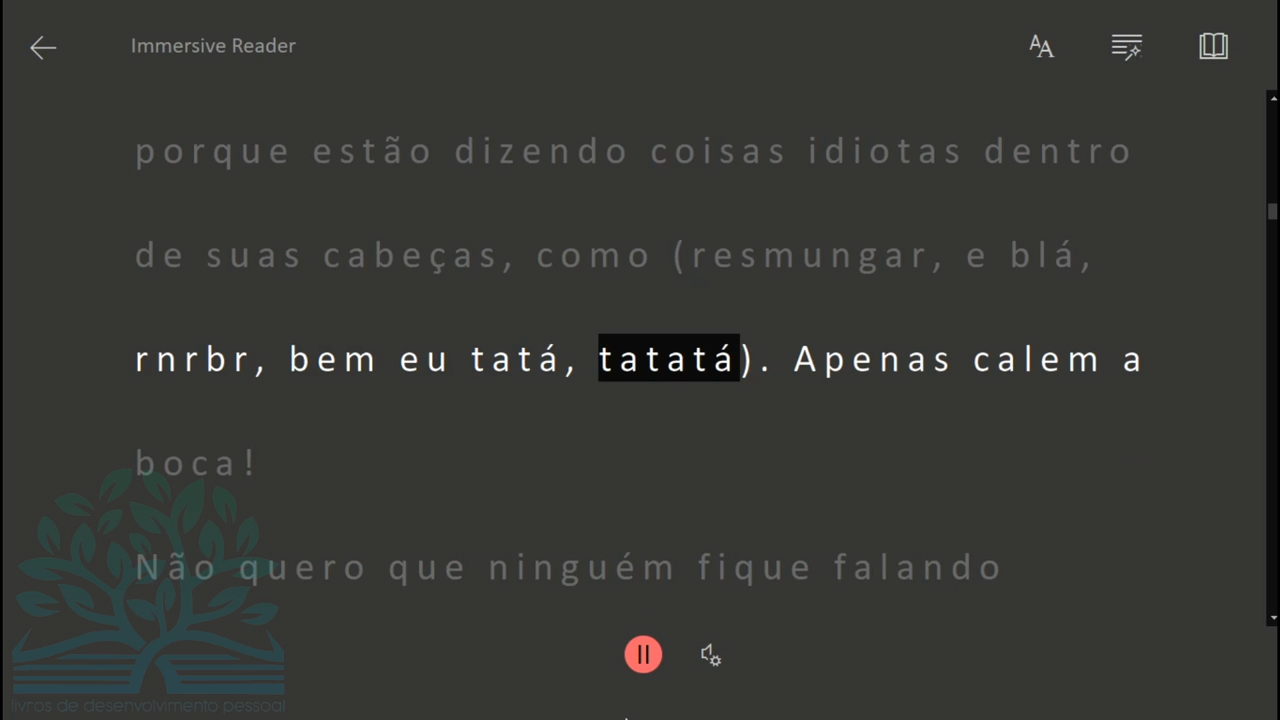 Immersive Reader
porque estão dizendo coisas idiotas dentro
de suas cabeças, como (resmungar, e blá,
rnrbr, bem eu tatá, tatatá). Apenas calem a
boca!
Não quero que ninguém fique falando
livros de desenvolvimento pessoal